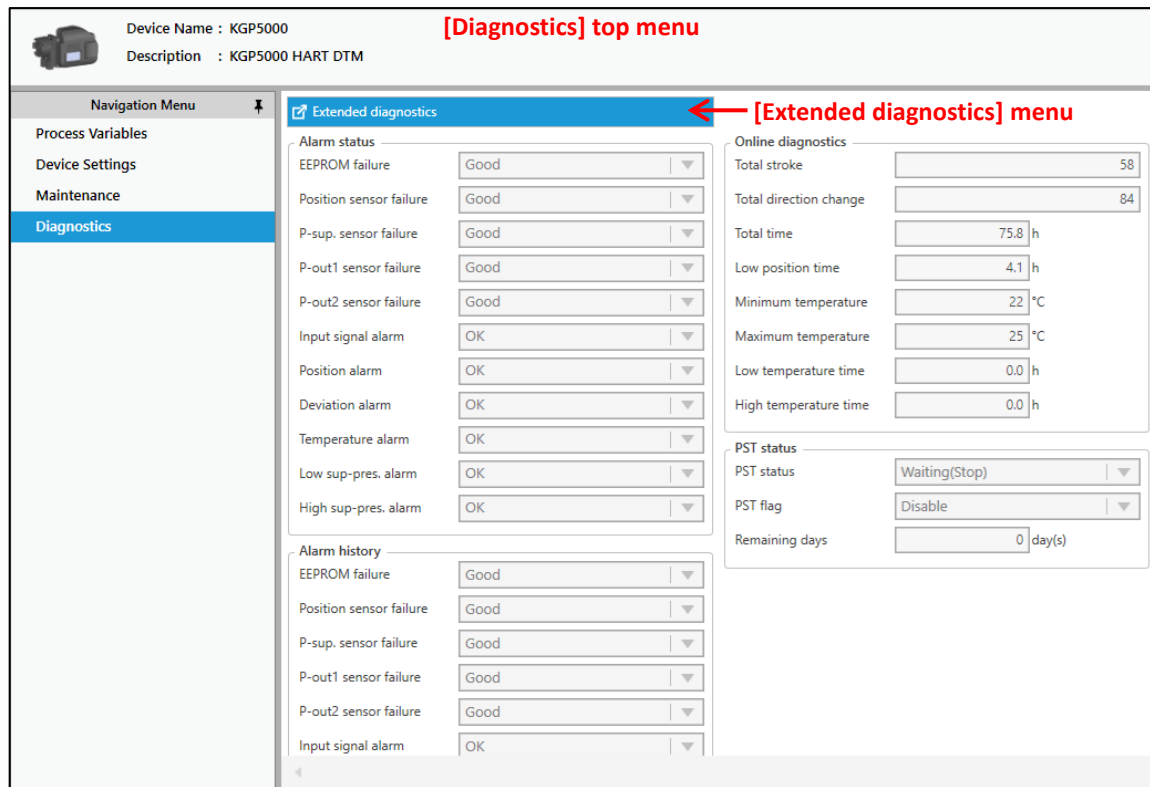 Device Name : KGP5000
[Diagnostics] top menu
Description : KGP5000 HART DTM
Navigation Menu
Process Variables
Device Settings
Maintenance
Diagnostics
Extended diagnostics
[Extended diagnostics] menu
Alarm status
EEPROM failure Good
Position sensor failure Good
P-sup. sensor failure Good
P-out1 sensor failure Good
P-out2 sensor failure Good
Input signal alarm OK
Position alarm OK
Deviation alarm OK
Temperature alarm OK
Low sup-pres. alarm OK
High sup-pres. alarm OK
Alarm history
EEPROM failure Good
Position sensor failure Good
P-sup. sensor failure Good
P-out1 sensor failure Good
P-out2 sensor failure Good
Input signal alarm OK
Online diagnostics
Total stroke 58
Total direction change 84
Total time 75.8 h
Low position time 4.1 h
Minimum temperature 22 °C
Maximum temperature 25 °C
Low temperature time 0.0 h
High temperature time 0.0 h
PST status
PST status Waiting(Stop)
PST flag Disable
Remaining days 0 day(s)